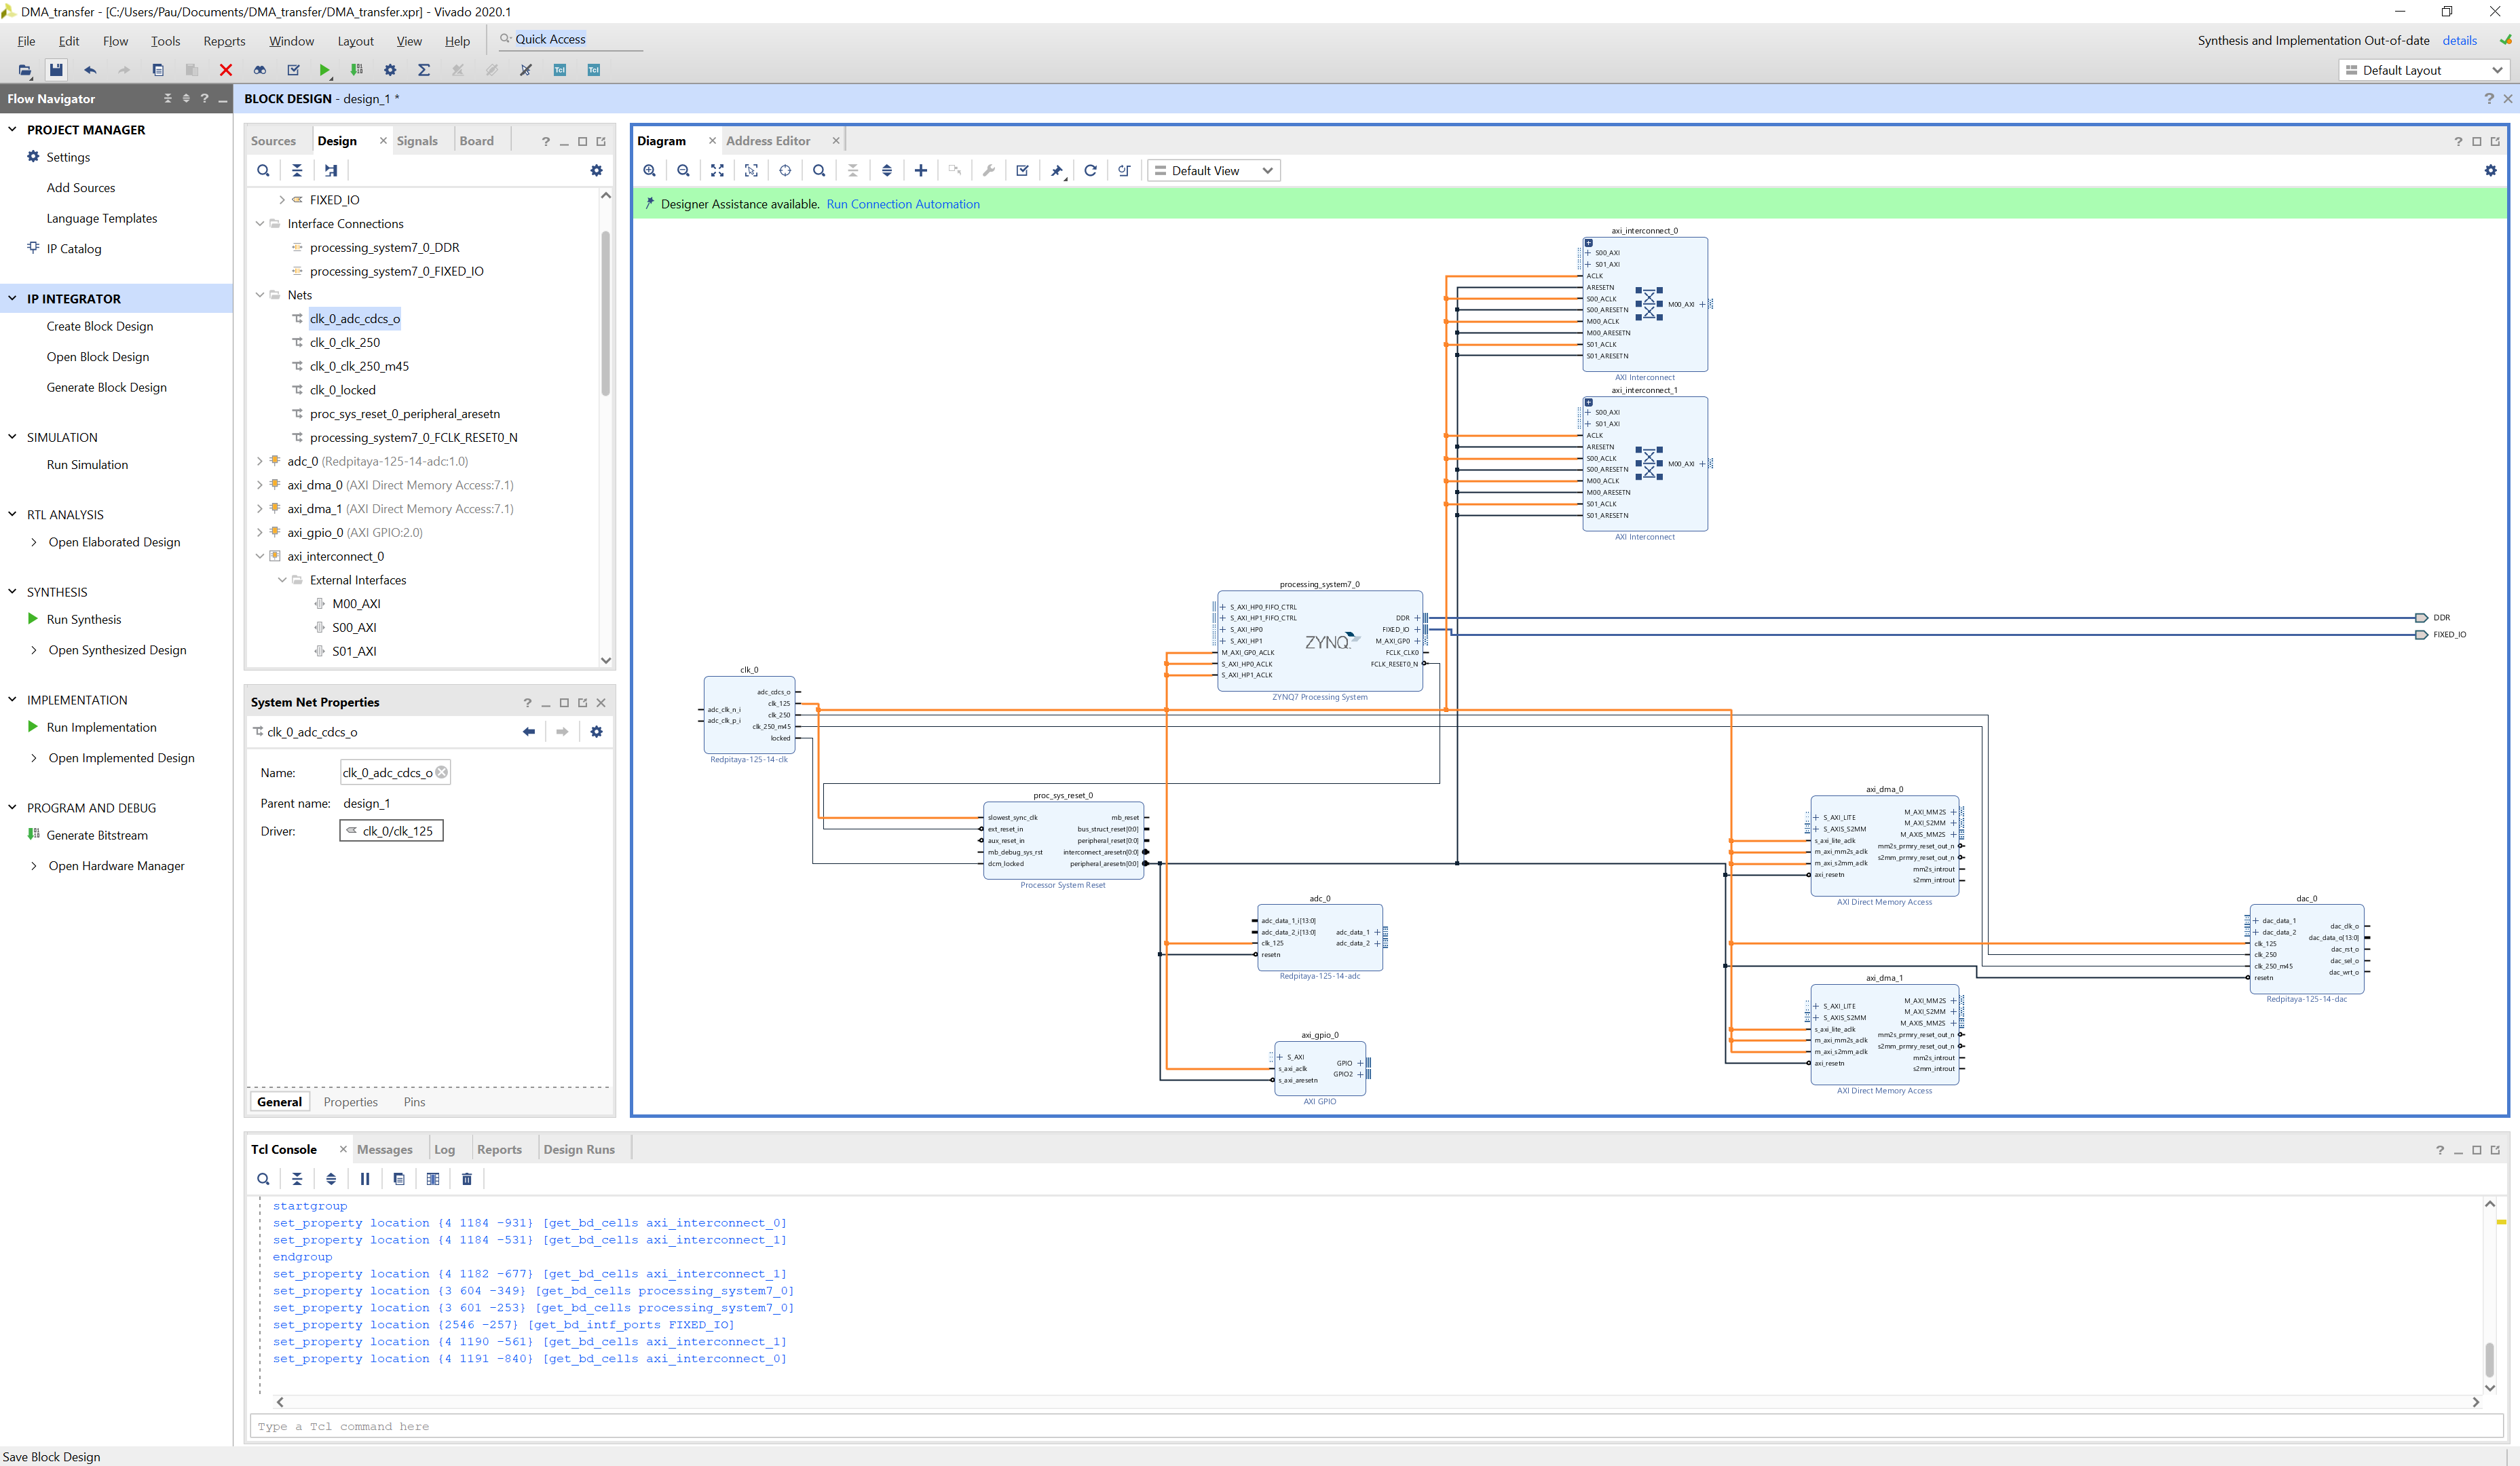 DMA_transfer - [C:/Users/Pau/Documents/DMA_transfer/DMA_transfer.xpr] - Vivado 2020.1
File Edit Flow Tools Reports Window Layout View Help Quick Access
Synthesis and Implementation Out-of-date details
Default Layout
Flow Navigator
PROJECT MANAGER
Settings
Add Sources
Language Templates
IP Catalog
IP INTEGRATOR
Create Block Design
Open Block Design
Generate Block Design
SIMULATION
Run Simulation
RTL ANALYSIS
Open Elaborated Design
SYNTHESIS
Run Synthesis
Open Synthesized Design
IMPLEMENTATION
Run Implementation
Open Implemented Design
PROGRAM AND DEBUG
Generate Bitstream
Open Hardware Manager
BLOCK DESIGN - design_1 *
Sources Design Signals Board
FIXED_IO
Interface Connections
processing_system7_0_DDR
processing_system7_0_FIXED_IO
Nets
clk_0_adc_cdcs_o
clk_0_clk_250
clk_0_clk_250_m45
clk_0_locked
proc_sys_reset_0_peripheral_aresetn
processing_system7_0_FCLK_RESET0_N
adc_0 (Redpitaya-125-14-adc:1.0)
axi_dma_0 (AXI Direct Memory Access:7.1)
axi_dma_1 (AXI Direct Memory Access:7.1)
axi_gpio_0 (AXI GPIO:2.0)
axi_interconnect_0
External Interfaces
M00_AXI
S00_AXI
S01_AXI
System Net Properties
clk_0_adc_cdcs_o
Name: clk_0_adc_cdcs_o
Parent name: design_1
Driver: clk_0/clk_125
General Properties Pins
Diagram Address Editor
Default View
Designer Assistance available. Run Connection Automation
axi_interconnect_0
S00_AXI
S01_AXI
ACLK
ARESETN
S00_ACLK
S00_ARESETN
M00_ACLK
M00_ARESETN
S01_ACLK
S01_ARESETN
M00_AXI
AXI Interconnect
axi_interconnect_1
S00_AXI
S01_AXI
ACLK
ARESETN
S00_ACLK
S00_ARESETN
M00_ACLK
M00_ARESETN
S01_ACLK
S01_ARESETN
M00_AXI
AXI Interconnect
processing_system7_0
S_AXI_HP0_FIFO_CTRL
S_AXI_HP1_FIFO_CTRL
S_AXI_HP0
S_AXI_HP1
M_AXI_GP0_ACLK
S_AXI_HP0_ACLK
S_AXI_HP1_ACLK
ZYNQ
DDR
FIXED_IO
M_AXI_GP0
FCLK_CLK0
FCLK_RESET0_N
ZYNQ7 Processing System
DDR
FIXED_IO
clk_0
adc_clk_n_i
adc_clk_p_i
adc_cdcs_o
clk_125
clk_250
clk_250_m45
locked
Redpitaya-125-14-clk
proc_sys_reset_0
slowest_sync_clk
ext_reset_in
aux_reset_in
mb_debug_sys_rst
dcm_locked
mb_reset
bus_struct_reset[0:0]
peripheral_reset[0:0]
interconnect_aresetn[0:0]
peripheral_aresetn[0:0]
Processor System Reset
adc_0
adc_data_1_i[13:0]
adc_data_2_i[13:0]
clk_125
resetn
adc_data_1
adc_data_2
Redpitaya-125-14-adc
axi_gpio_0
S_AXI
s_axi_aclk
s_axi_aresetn
GPIO
GPIO2
AXI GPIO
axi_dma_0
S_AXI_LITE
S_AXIS_S2MM
s_axi_lite_aclk
m_axi_mm2s_aclk
m_axi_s2mm_aclk
axi_resetn
M_AXI_MM2S
M_AXI_S2MM
M_AXIS_MM2S
mm2s_prmry_reset_out_n
s2mm_prmry_reset_out_n
mm2s_introut
s2mm_introut
AXI Direct Memory Access
axi_dma_1
S_AXI_LITE
S_AXIS_S2MM
s_axi_lite_aclk
m_axi_mm2s_aclk
m_axi_s2mm_aclk
axi_resetn
M_AXI_MM2S
M_AXI_S2MM
M_AXIS_MM2S
mm2s_prmry_reset_out_n
s2mm_prmry_reset_out_n
mm2s_introut
s2mm_introut
AXI Direct Memory Access
dac_0
dac_data_1
dac_data_2
clk_125
clk_250
clk_250_m45
resetn
dac_clk_o
dac_data_o[13:0]
dac_rst_o
dac_sel_o
dac_wrt_o
Redpitaya-125-14-dac
Tcl Console Messages Log Reports Design Runs
startgroup
set_property location {4 1184 -931} [get_bd_cells axi_interconnect_0]
set_property location {4 1184 -531} [get_bd_cells axi_interconnect_1]
endgroup
set_property location {4 1182 -677} [get_bd_cells axi_interconnect_1]
set_property location {3 604 -349} [get_bd_cells processing_system7_0]
set_property location {3 601 -253} [get_bd_cells processing_system7_0]
set_property location {2546 -257} [get_bd_intf_ports FIXED_IO]
set_property location {4 1190 -561} [get_bd_cells axi_interconnect_1]
set_property location {4 1191 -840} [get_bd_cells axi_interconnect_0]
Type a Tcl command here
Save Block Design